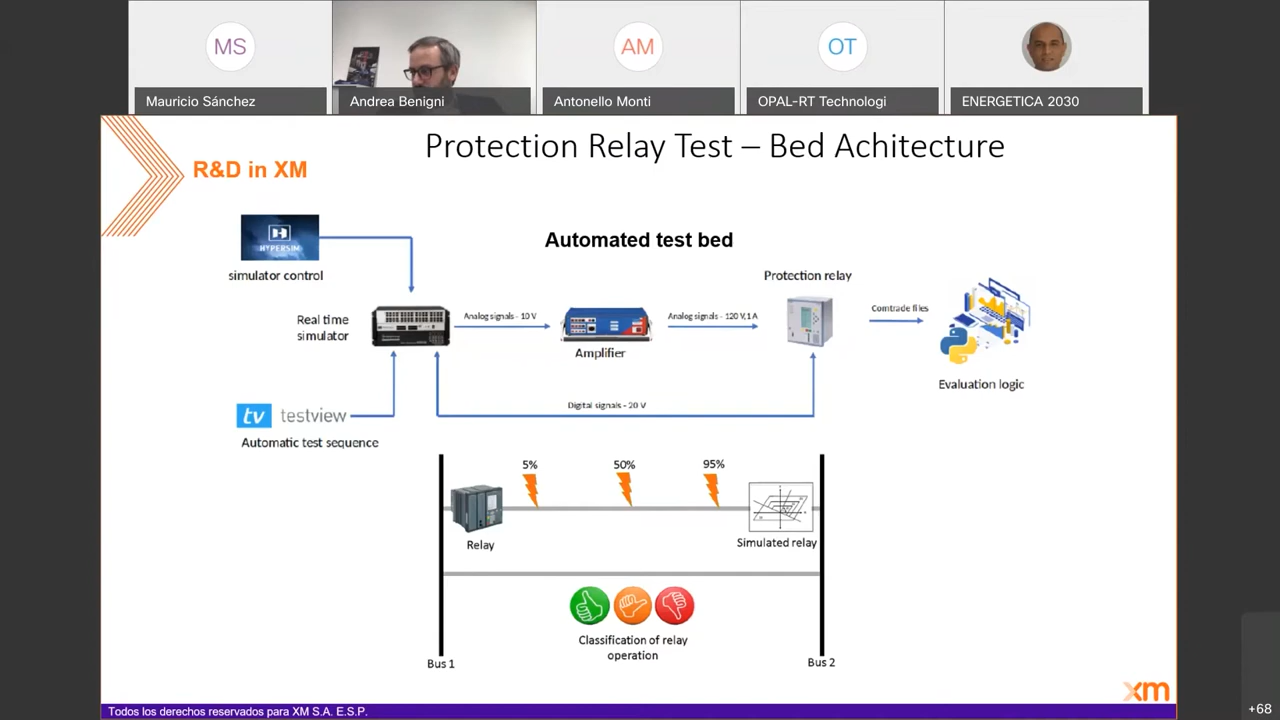 MS
AM
OT
Mauricio Sánchez
Andrea Benigni
Antonello Monti
OPAL-RT Technologi
ENERGETICA 2030
Protection Relay Test – Bed Achitecture
R&D in XM
HYPERSIM
simulator control
Automated test bed
Protection relay
Real time
simulator
Analog signals - 10 V
Amplifier
Analog signals - 120 V,1 A
Comtrade files
Evaluation logic
Digital signals - 20 V
tv testview
Automatic test sequence
5%
50%
95%
Relay
Simulated relay
Classification of relay
operation
Bus 1
Bus 2
xm
Todos los derechos reservados para XM S.A. E.S.P.
+68